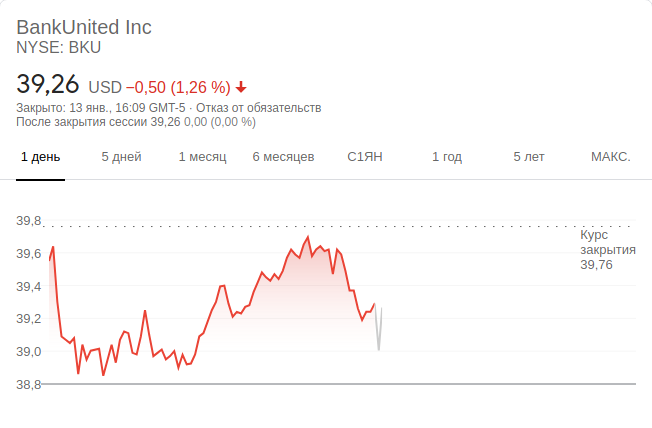 BankUnited Inc
NYSE: BKU
39,26 USD −0,50 (1,26 %)
Закрыто: 13 янв., 16:09 GMT-5 · Отказ от обязательств
После закрытия сессии 39,26 0,00 (0,00 %)
1 день 5 дней 1 месяц 6 месяцев С1ЯН 1 год 5 лет МАКС.
39,8
Курс
закрытия
39,76
39,6
39,4
39,2
39,0
38,8